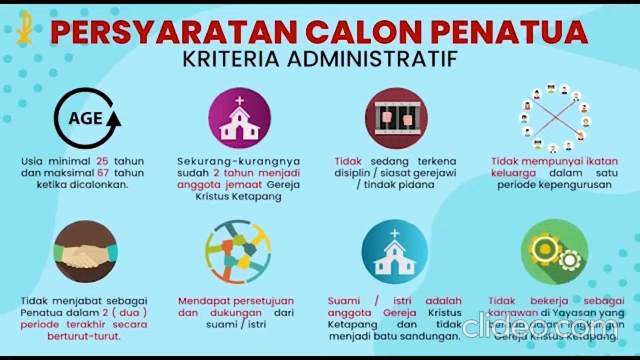 PERSYARATAN CALON PENATUA
KRITERIA ADMINISTRATIF
AGE
Usia minimal 25 tahun
dan maksimal 67 tahun
ketika dicalonkan.
Sekurang-kurangnya
sudah 2 tahun menjadi
anggota jemaat Gereja
Kristus Ketapang
Tidak sedang terkena
disiplin / siasat gerejawi
/ tindak pidana
Tidak mempunyai ikatan
keluarga dalam satu
periode kepengurusan
Tidak menjabat sebagai
Penatua dalam 2 ( dua )
periode terakhir secara
berturut-turut.
Mendapat persetujuan
dan dukungan dari
suami / istri
Suami / istri adalah
anggota Gereja Kristus
Ketapang dan tidak
menjadi batu sandungan.
Tidak bekerja sebagai
karyawan di Yayasan yang
Gereja Kristus Ketapang.
clideo.com